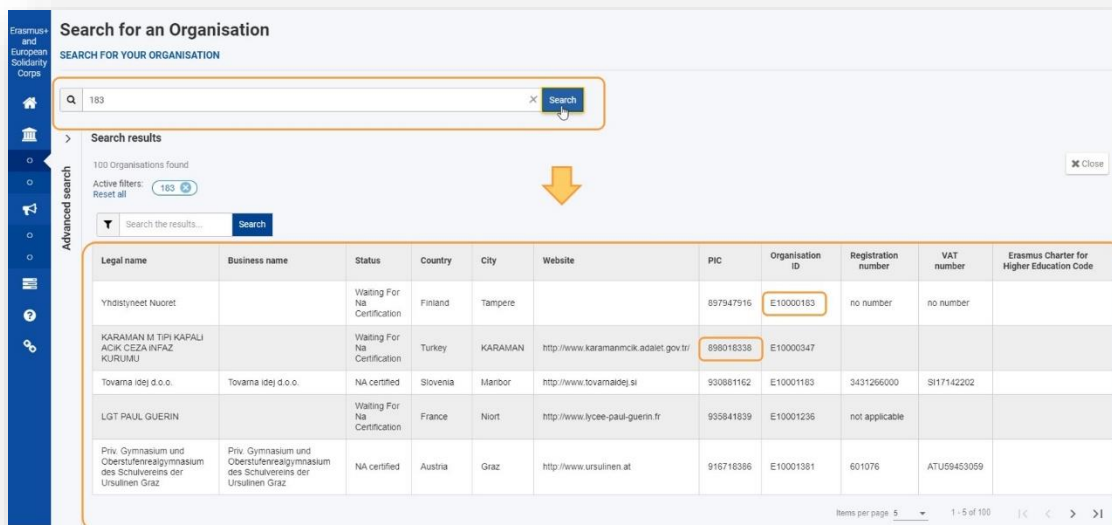 Erasmus+
and
European
Solidarity
Corps
Search for an Organisation
SEARCH FOR YOUR ORGANISATION
183
Search
Advanced search
Search results
100 Organisations found
Close
Active filters: 183
Reset all
Search the results... Search
Legal name Business name Status Country City Website PIC Organisation ID Registration number VAT number Erasmus Charter for Higher Education Code
Yhdistyneet Nuoret Waiting For Na Certification Finland Tampere 897947916 E10000183 no number no number
KARAMAN M TİPİ KAPALI ACIK CEZA INFAZ KURUMU Waiting For Na Certification Turkey KARAMAN http://www.karamanmcik.adalet.gov.tr/ 898018338 E10000347
Tovarna idej d.o.o. Tovarna idej d.o.o. NA certified Slovenia Maribor http://www.tovarnaidej.si 930881162 E10001183 3431266000 SI17142202
LGT PAUL GUERIN Waiting For Na Certification France Niort http://www.lycee-paul-guerin.fr 935841839 E10001236 not applicable
Priv. Gymnasium und Oberstufenrealgymnasium des Schulvereins der Ursulinen Graz Priv. Gymnasium und Oberstufenrealgymnasium des Schulvereins der Ursulinen Graz NA certified Austria Graz http://www.ursulinen.at 916718386 E10001381 601076 ATU59453059
Items per page 5 1 - 5 of 100